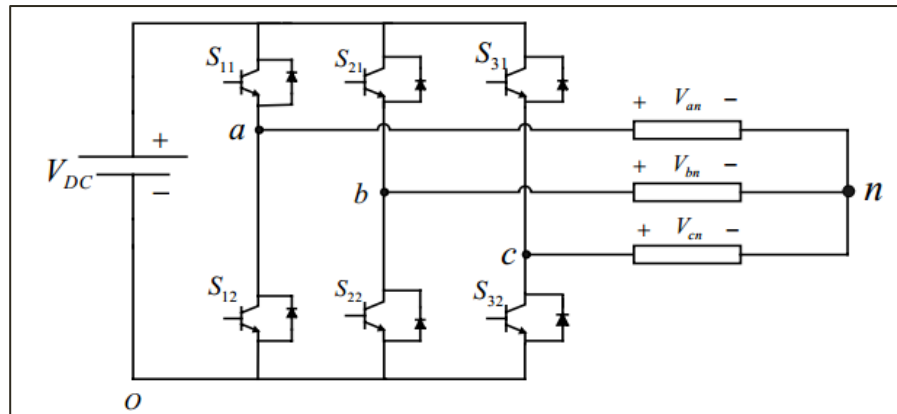 S11
S21
S31
+ Van −
a
+
VDC
−
b
+ Vbn −
n
c
+ Vcn −
S12
S22
S32
o